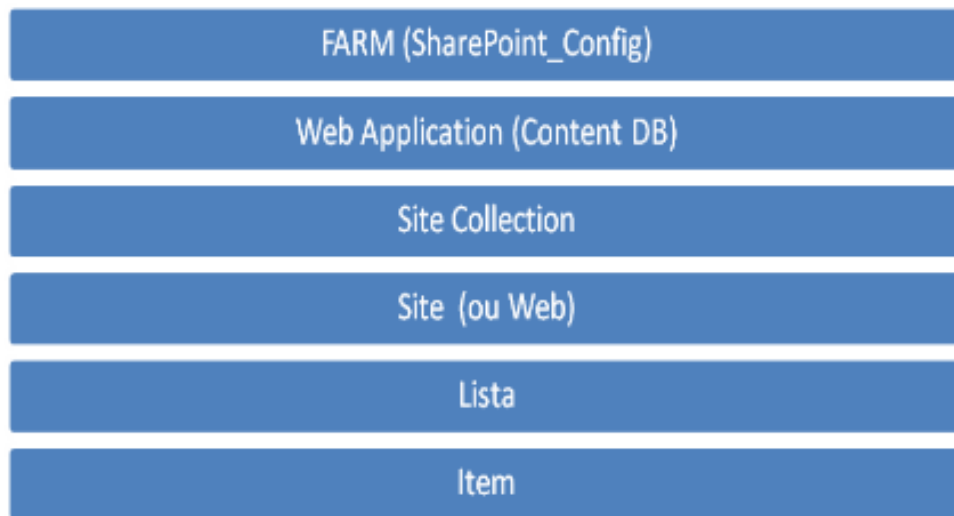 FARM (SharePoint_Config)
Web Application (Content DB)
Site Collection
Site (ou Web)
Lista
Item